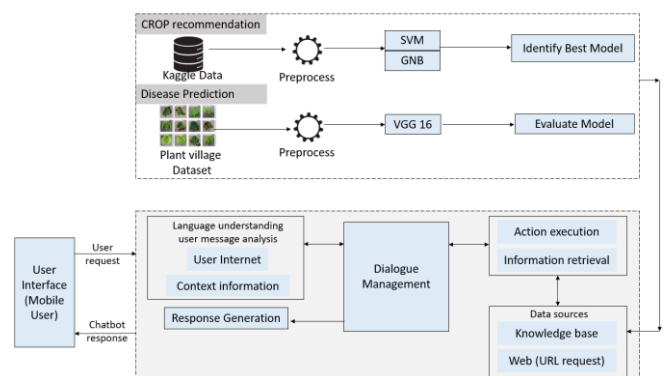 CROP recommendation
Kaggle Data
Preprocess
SVM
GNB
Identify Best Model
Disease Prediction
Plant village
Dataset
Preprocess
VGG 16
Evaluate Model
User
Interface
(Mobile
User)
User
request
Chatbot
response
Language understanding
user message analysis
User Internet
Context information
Response Generation
Dialogue
Management
Action execution
Information retrieval
Data sources
Knowledge base
Web (URL request)